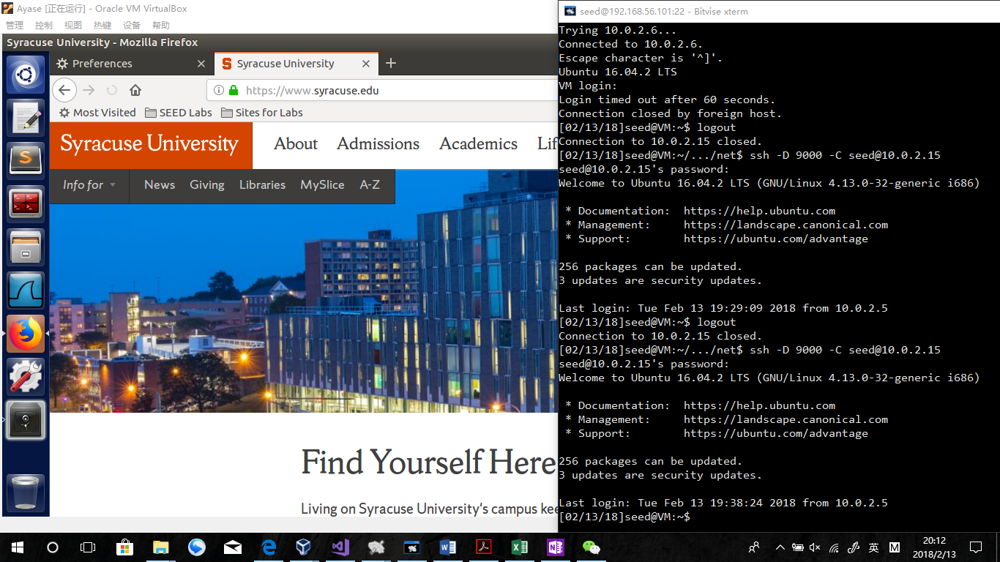 Ayase [正在运行] - Oracle VM VirtualBox
管理 控制 视图 热键 设备 帮助
Syracuse University - Mozilla Firefox
Preferences
Syracuse University
https://www.syracuse.edu
Most Visited SEED Labs Sites for Labs
Syracuse University
About Admissions Academics Lif
Info for News Giving Libraries MySlice A-Z
Find Yourself Here
Living on Syracuse University's campus kee
seed@192.168.56.101:22 - Bitvise xterm
Trying 10.0.2.6...
Connected to 10.0.2.6.
Escape character is '^]'.
Ubuntu 16.04.2 LTS
VM login:
Login timed out after 60 seconds.
Connection closed by foreign host.
[02/13/18]seed@VM:~$ logout
Connection to 10.0.2.15 closed.
[02/13/18]seed@VM:~/.../net$ ssh -D 9000 -C seed@10.0.2.15
seed@10.0.2.15's password:
Welcome to Ubuntu 16.04.2 LTS (GNU/Linux 4.13.0-32-generic i686)
* Documentation:  https://help.ubuntu.com
* Management:     https://landscape.canonical.com
* Support:        https://ubuntu.com/advantage
256 packages can be updated.
3 updates are security updates.
Last login: Tue Feb 13 19:29:09 2018 from 10.0.2.5
[02/13/18]seed@VM:~$ logout
Connection to 10.0.2.15 closed.
[02/13/18]seed@VM:~/.../net$ ssh -D 9000 -C seed@10.0.2.15
seed@10.0.2.15's password:
Welcome to Ubuntu 16.04.2 LTS (GNU/Linux 4.13.0-32-generic i686)
* Documentation:  https://help.ubuntu.com
* Management:     https://landscape.canonical.com
* Support:        https://ubuntu.com/advantage
256 packages can be updated.
3 updates are security updates.
Last login: Tue Feb 13 19:38:24 2018 from 10.0.2.5
[02/13/18]seed@VM:~$
英 M
20:12
2018/2/13